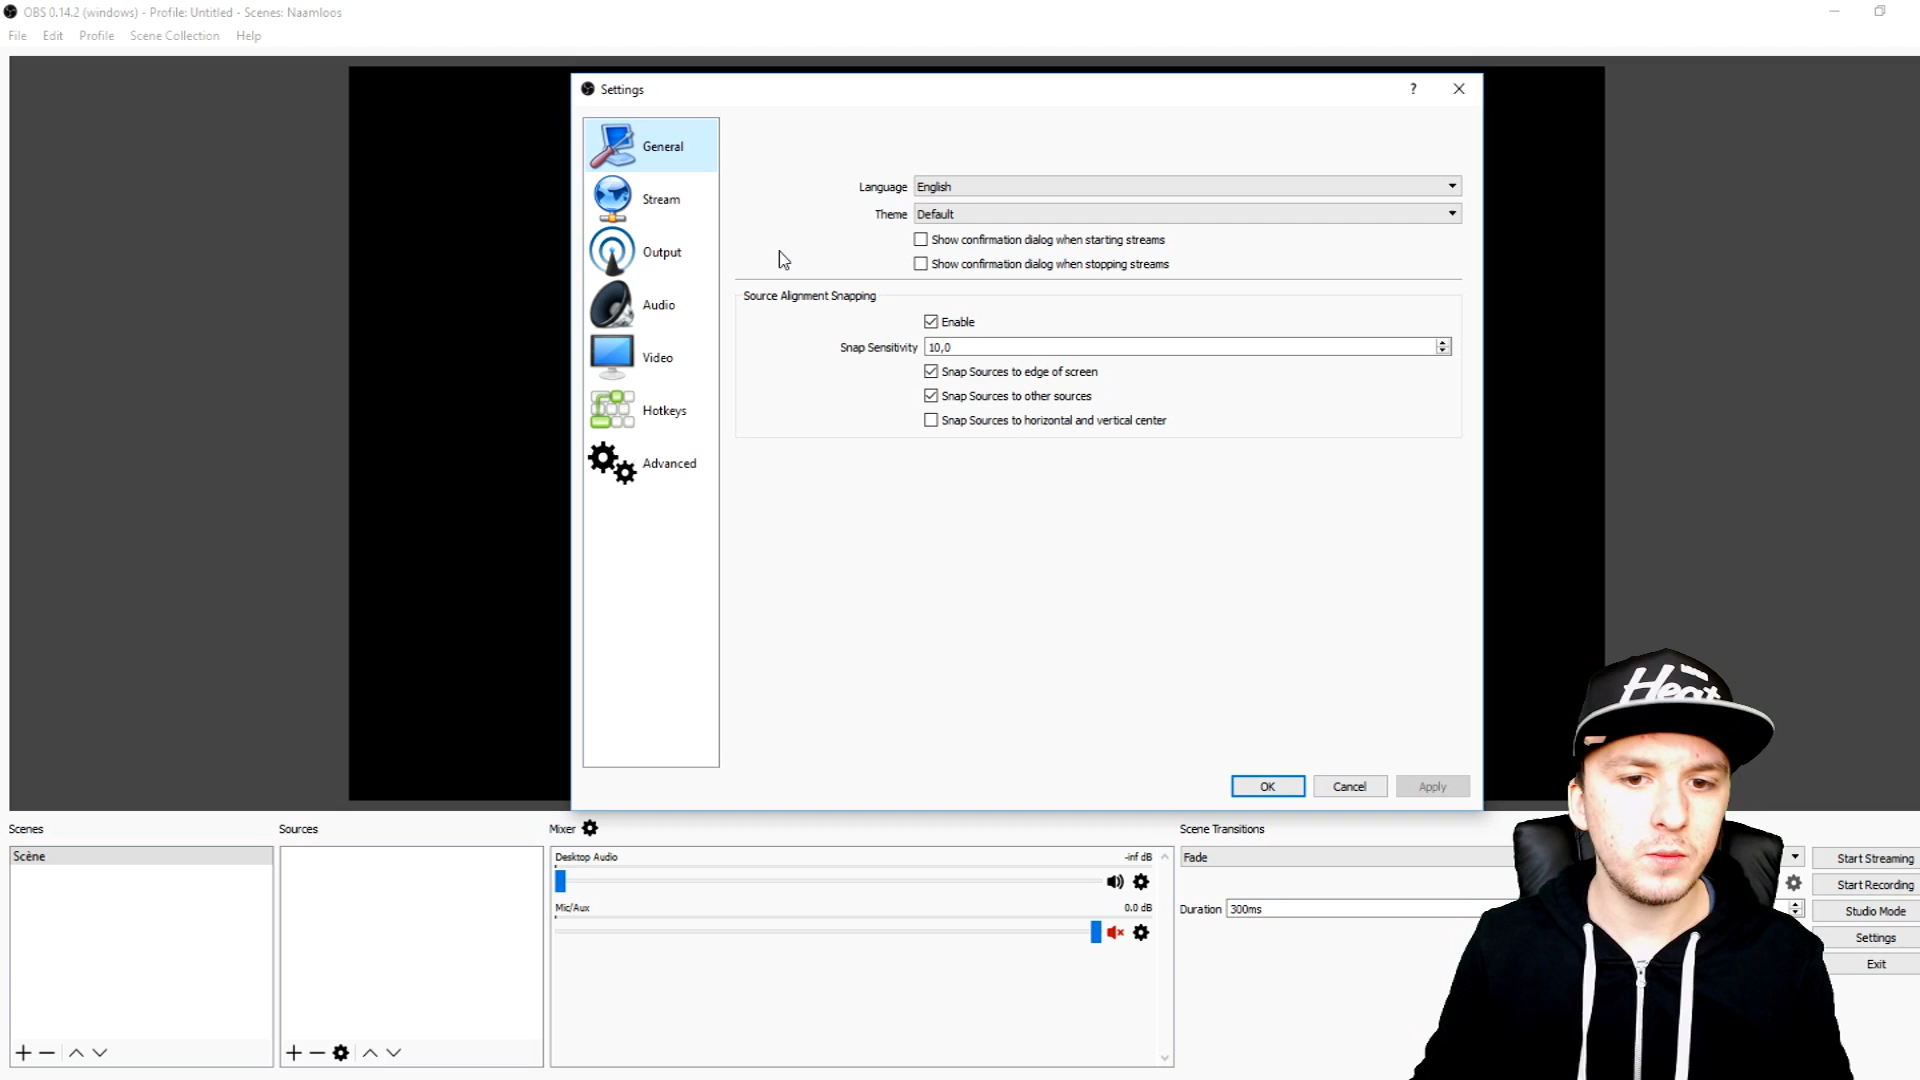 OBS 0.14.2 (windows) - Profile: Untitled - Scenes: Naamloos
File Edit Profile Scene Collection Help
Settings ?
General
Stream
Output
Audio
Video
Hotkeys
Advanced
Language English
Theme Default
Show confirmation dialog when starting streams
Show confirmation dialog when stopping streams
Source Alignment Snapping
Enable
Snap Sensitivity 10,0
Snap Sources to edge of screen
Snap Sources to other sources
Snap Sources to horizontal and vertical center
OK Cancel Apply
Scenes
Scène
Sources
Mixer
Desktop Audio -inf dB
Mic/Aux 0.0 dB
Scene Transitions
Fade
Duration 300ms
Start Streaming
Start Recording
Studio Mode
Settings
Exit
Heat